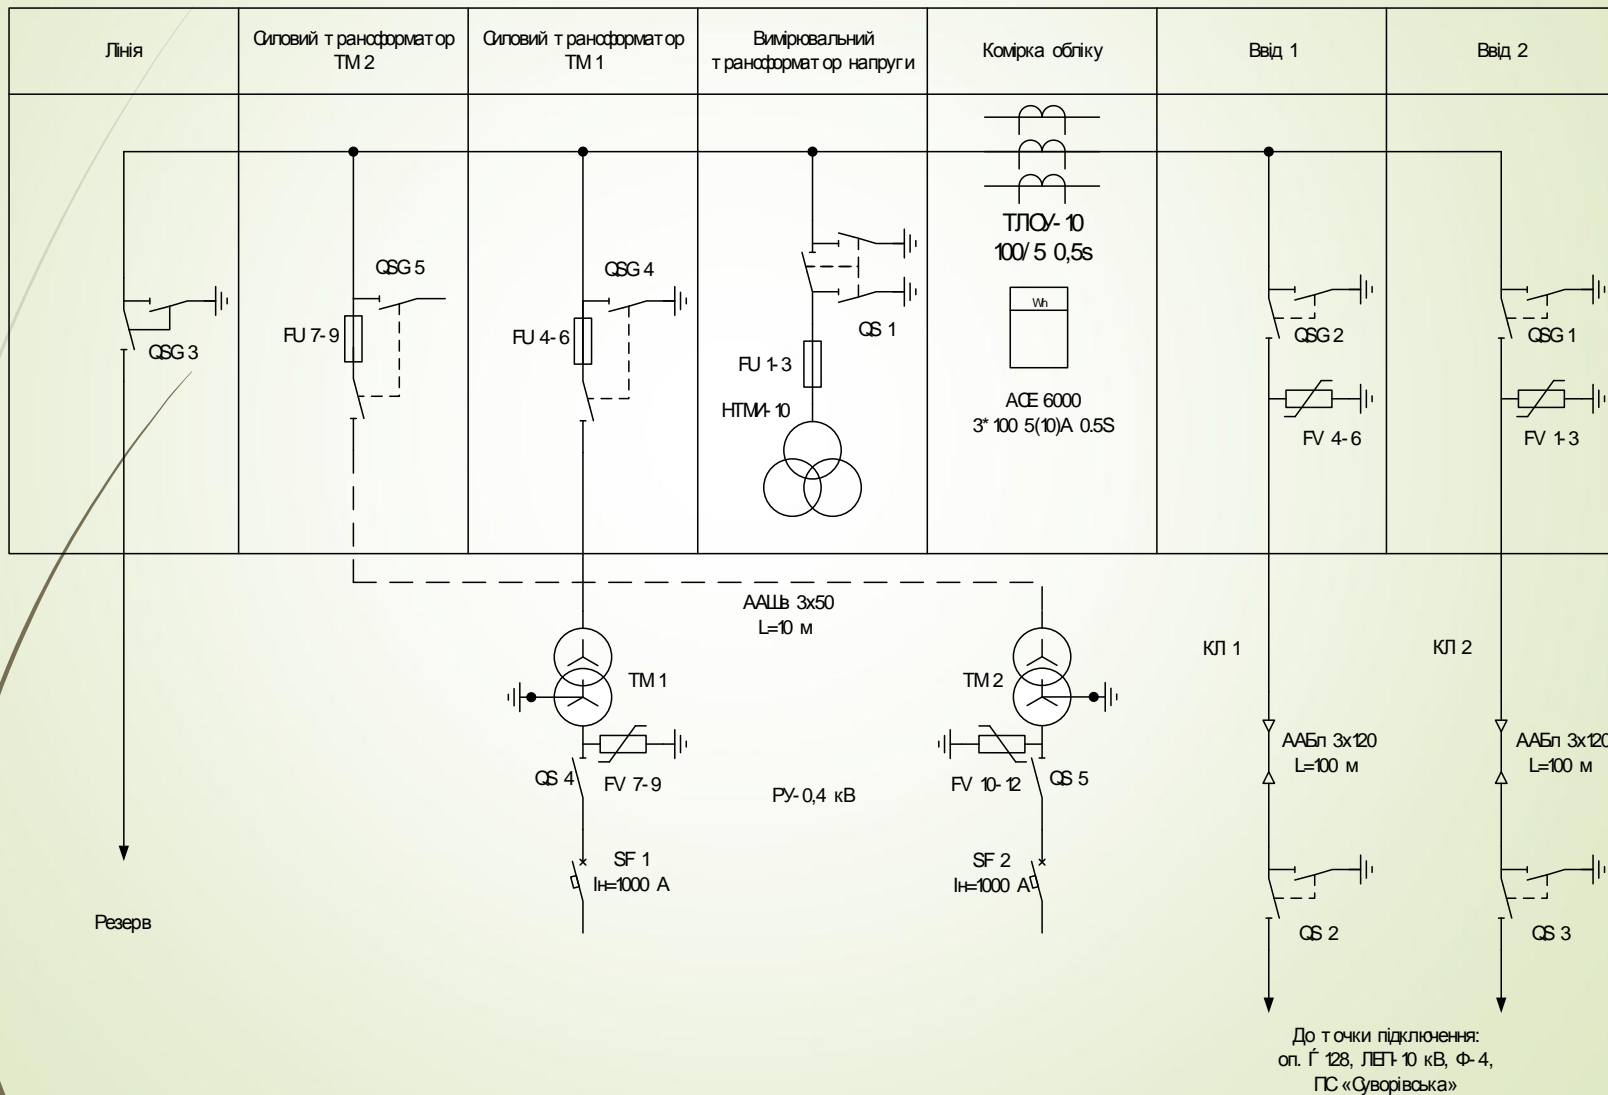 Лінія
Силовий трансформатор
ТМ 2
Силовий трансформатор
ТМ 1
Вимірювальний
трансформатор напруги
Комірка обліку
Ввід 1
Ввід 2
ТЛОУ-10
100/5 0,5s
QSG 5
QSG 4
QSG 3
FU 7-9
FU 4-6
QS 1
Wh
QSG 2
QSG 1
FU 1-3
НТМИ-10
ACE 6000
3*100 5(10)A 0.5S
FV 4-6
FV 1-3
ААШв 3х50
L=10 м
КЛ 1
КЛ 2
ТМ 1
ТМ 2
ААБл 3х120
L=100 м
ААБл 3х120
L=100 м
QS 4
FV 7-9
РУ-0,4 кВ
FV 10-12
QS 5
SF 1
Iн=1000 А
SF 2
Iн=1000 А
Резерв
QS 2
QS 3
До точки підключення:
оп. Ѓ 128, ЛЕП-10 кВ, Ф-4,
ПС «Суворівська»